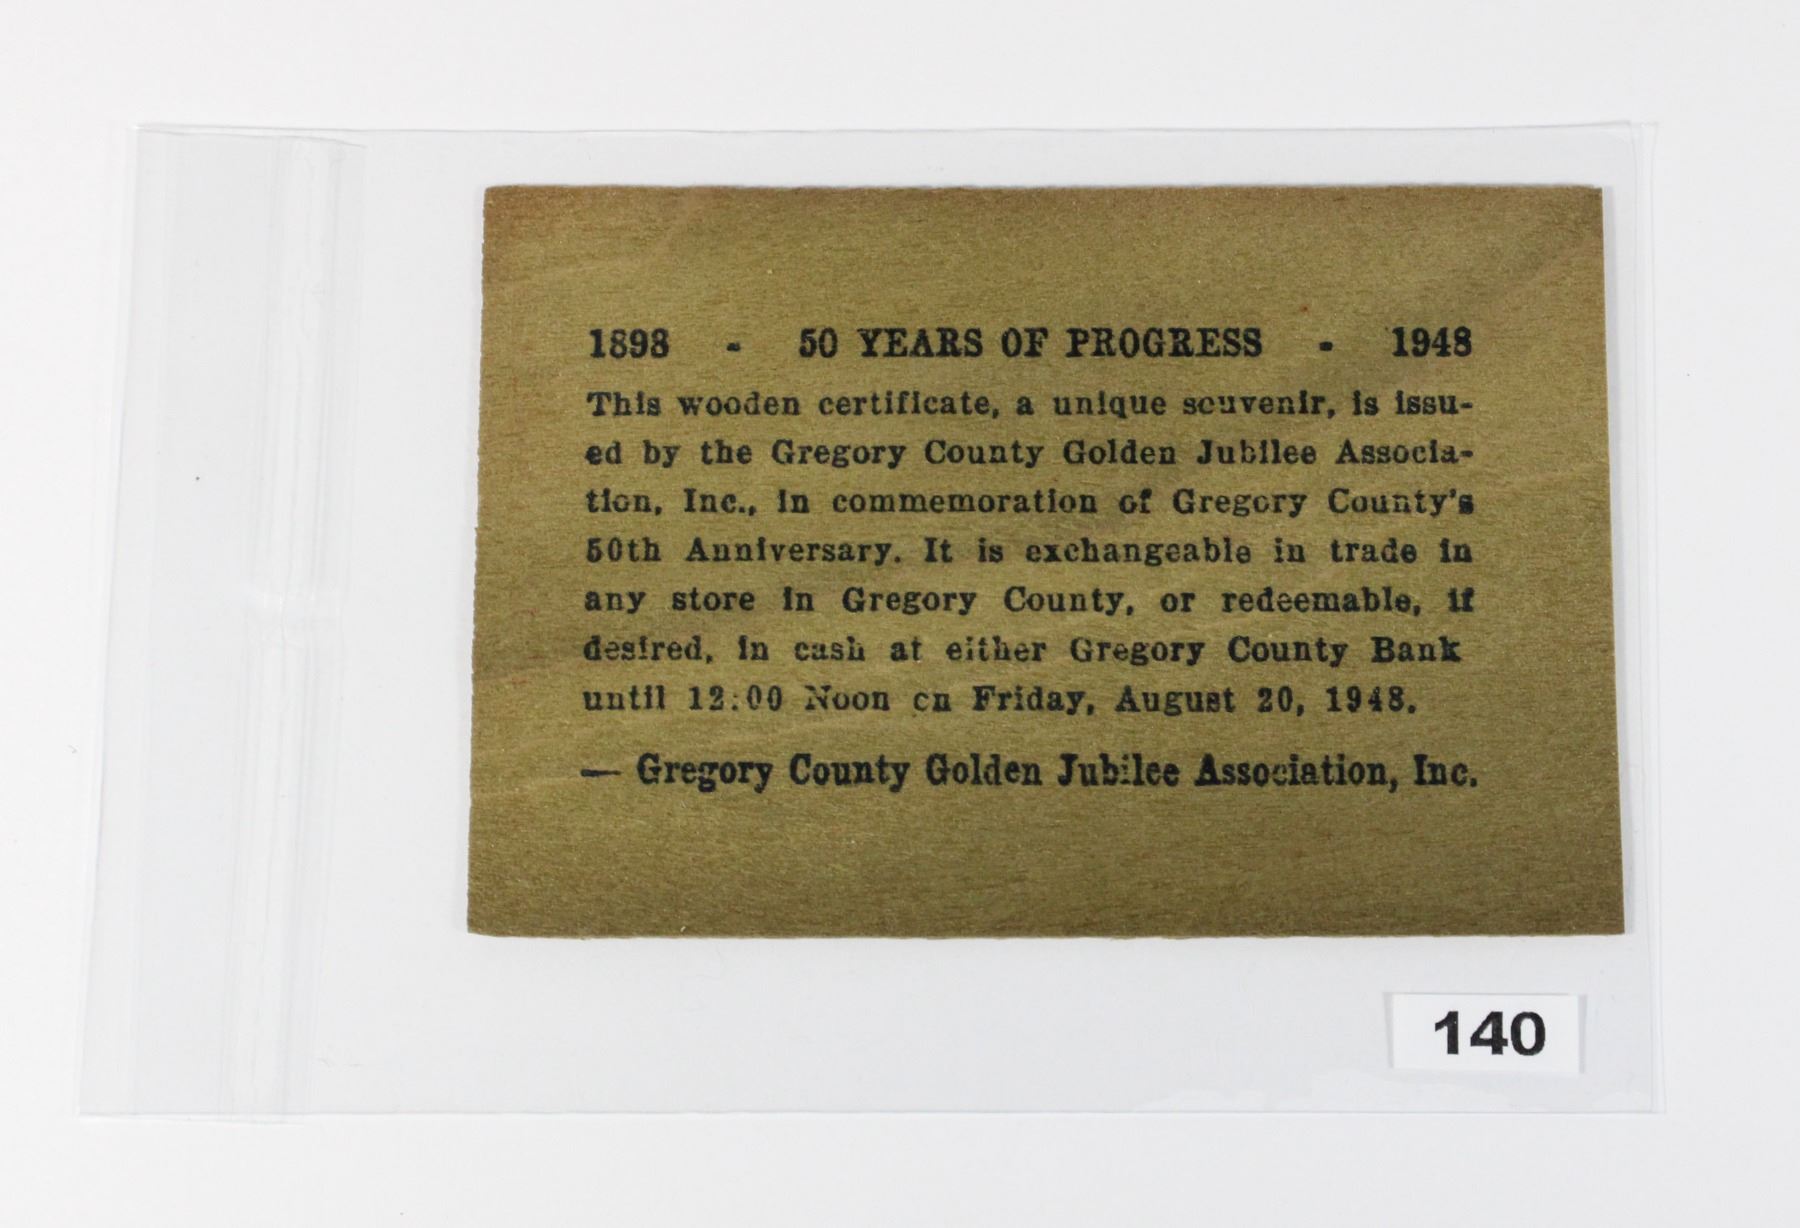 1898 - 50 YEARS OF PROGRESS - 1948
This wooden certificate, a unique souvenir, is issu-
ed by the Gregory County Golden Jubilee Associa-
tion, Inc., in commemoration of Gregory County's
50th Anniversary. It is exchangeable in trade in
any store in Gregory County, or redeemable, if
desired, in cash at either Gregory County Bank
until 12:00 Noon on Friday, August 20, 1948.
— Gregory County Golden Jubilee Association, Inc.
140